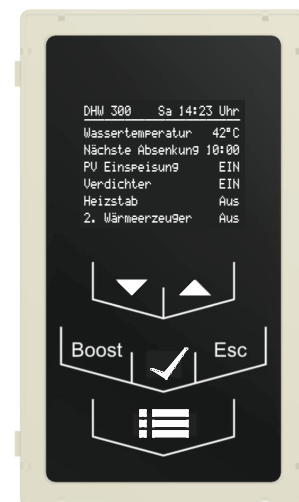 DHW 300 Sa 14:23 Uhr
Wassertemperatur 42°C
Nächste Absenkung 10:00
PV Einspeisung EIN
Verdichter EIN
Heizstab Aus
2. Wärmeerzeuger Aus
Boost Esc